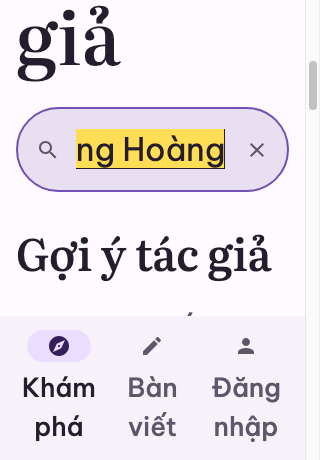 giả
ng Hoàng
Gợi ý tác giả
Khám phá
Bàn viết
Đăng nhập